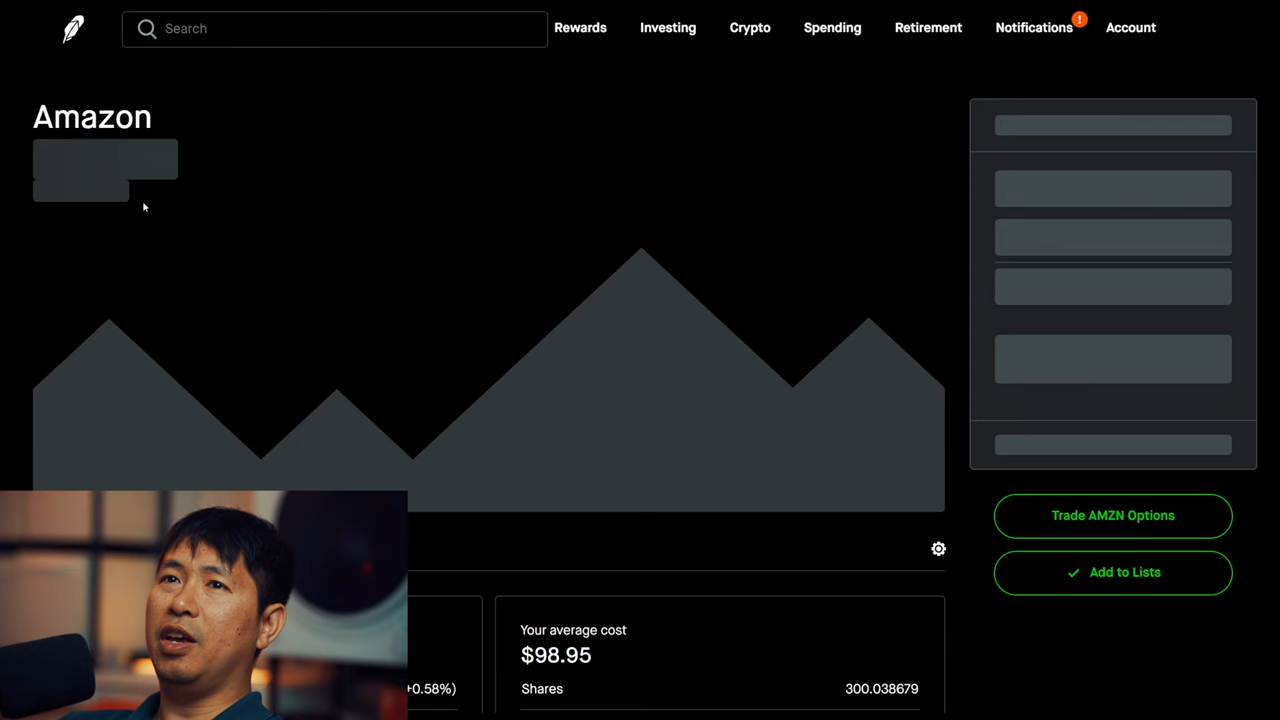 Search
Rewards
Investing
Crypto
Spending
Retirement
Notifications
!
Account
Amazon
Trade AMZN Options
Add to Lists
Your average cost
$98.95
+0.58%)
Shares
300.038679